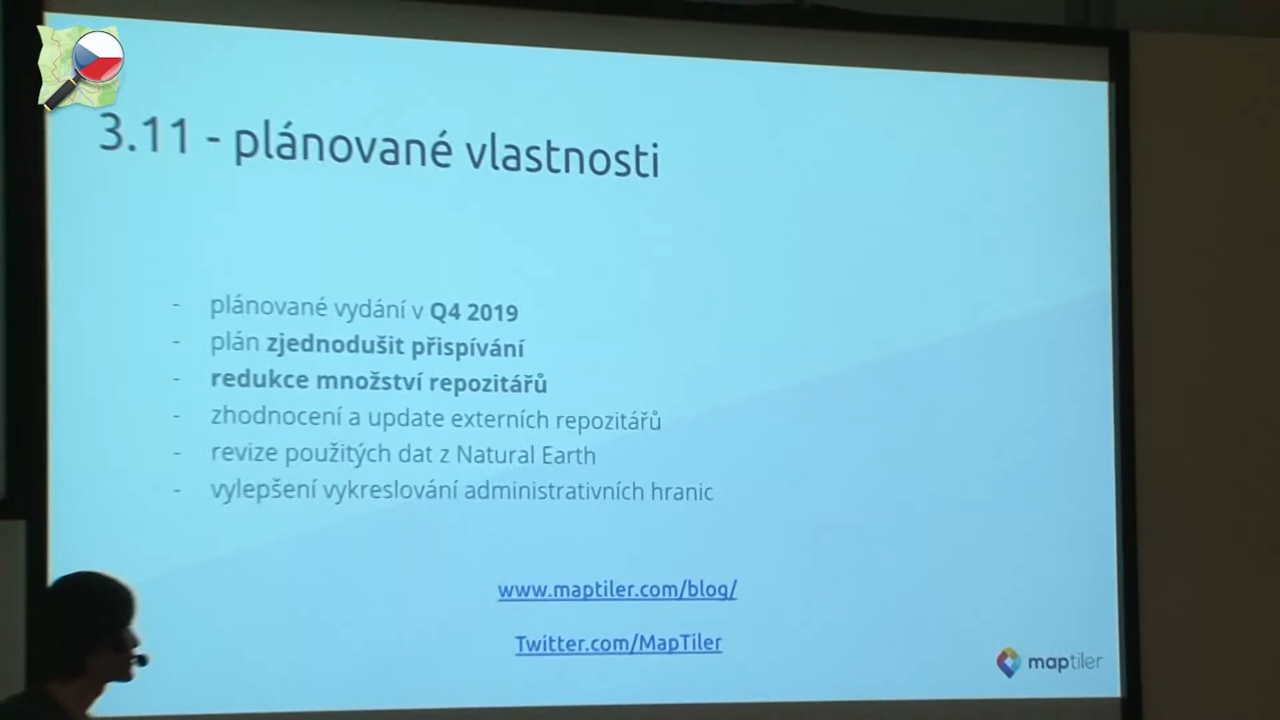 3.11 - plánované vlastnosti
- plánované vydání v Q4 2019
- plán zjednodušit přispívání
- redukce množství repozitářů
- zhodnocení a update externích repozitářů
- revize použitých dat z Natural Earth
- vylepšení vykreslování administrativních hranic
www.maptiler.com/blog/
Twitter.com/MapTiler
maptiler